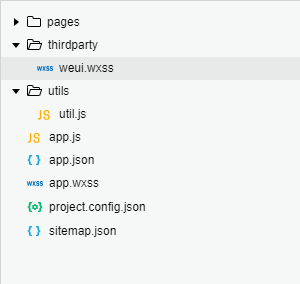 pages
thirdparty
wxss weui.wxss
utils
JS util.js
JS app.js
{ } app.json
wxss app.wxss
{o} project.config.json
{ } sitemap.json